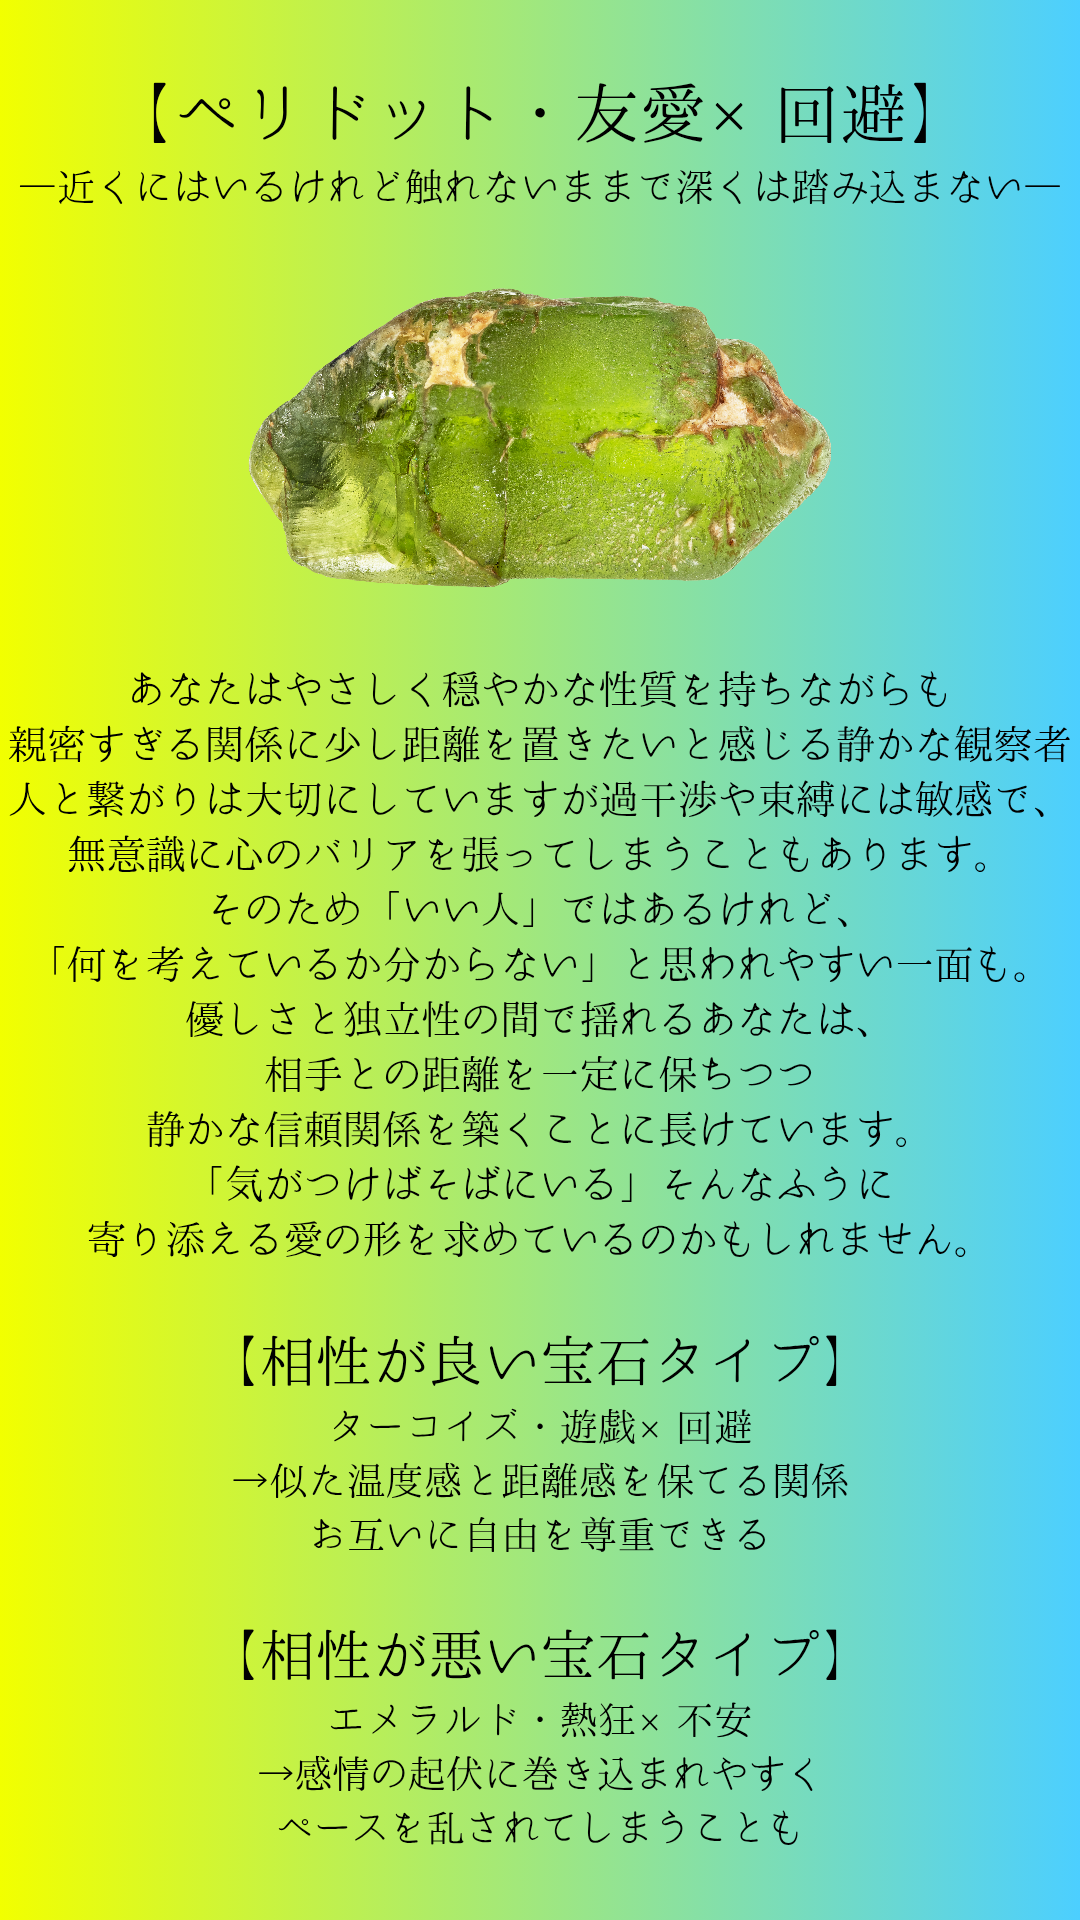 【ペリドット・友愛×回避】
―近くにはいるけれど触れないままで深くは踏み込まない―
あなたはやさしく穏やかな性質を持ちながらも
親密すぎる関係に少し距離を置きたいと感じる静かな観察者
人と繋がりは大切にしていますが過干渉や束縛には敏感で、
無意識に心のバリアを張ってしまうこともあります。
そのため「いい人」ではあるけれど、
「何を考えているか分からない」と思われやすい一面も。
優しさと独立性の間で揺れるあなたは、
相手との距離を一定に保ちつつ
静かな信頼関係を築くことに長けています。
「気がつけばそばにいる」そんなふうに
寄り添える愛の形を求めているのかもしれません。
【相性が良い宝石タイプ】
ターコイズ・遊戯×回避
→似た温度感と距離感を保てる関係
お互いに自由を尊重できる
【相性が悪い宝石タイプ】
エメラルド・熱狂×不安
→感情の起伏に巻き込まれやすく
ペースを乱されてしまうことも